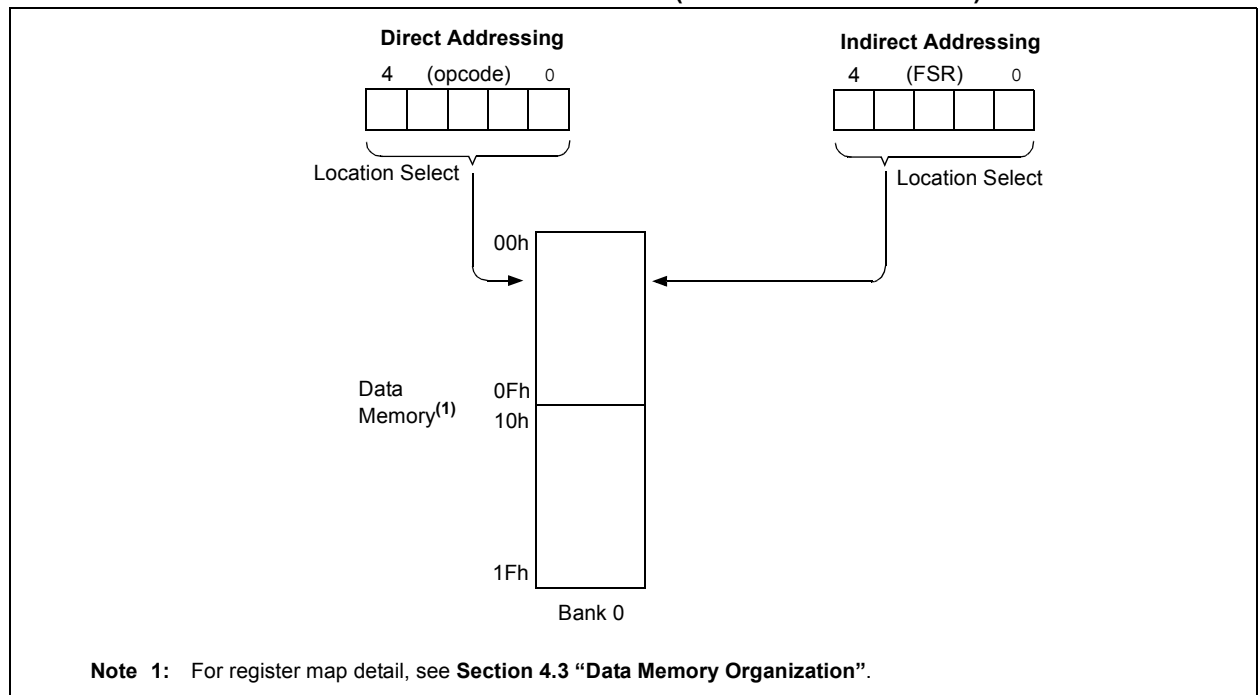 Direct Addressing
4 (opcode) 0
Location Select
Indirect Addressing
4 (FSR) 0
Location Select
00h
Data
Memory(1)
0Fh
10h
1Fh
Bank 0
Note 1: For register map detail, see Section 4.3 “Data Memory Organization”.